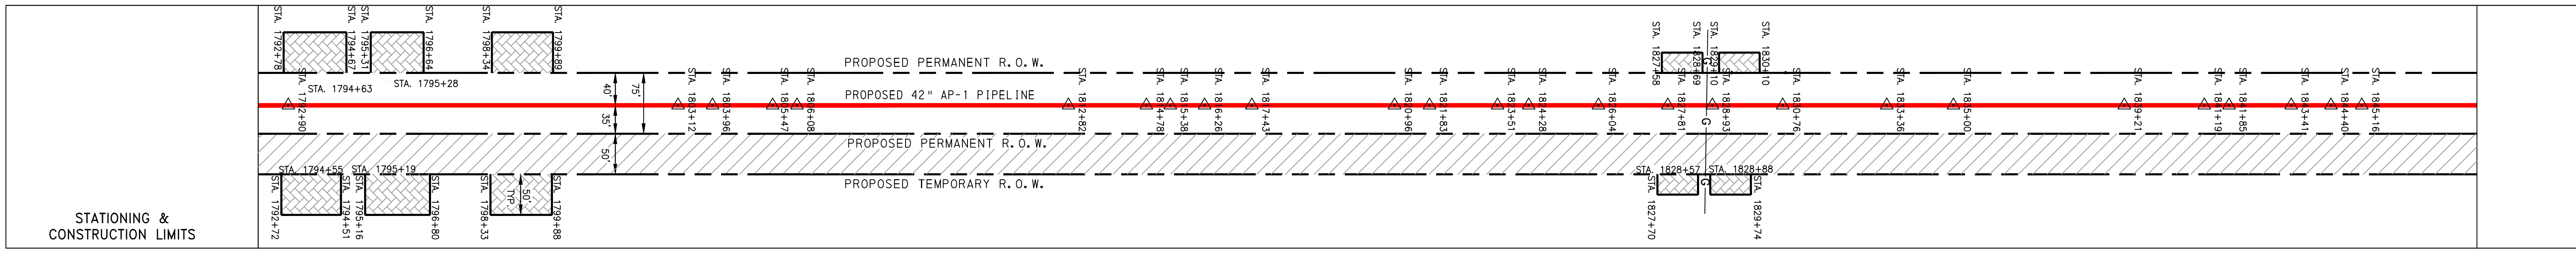 STATIONING &
CONSTRUCTION LIMITS
STA. 1792+78
STA. 1794+67
STA. 1795+31
STA. 1796+64
STA. 1798+34
STA. 1799+89
STA. 1827+58
STA. 1828+69
STA. 1829+10
STA. 1830+10
STA. 1794+63
STA. 1795+28
PROPOSED PERMANENT R.O.W.
G
40'
75'
35'
50'
PROPOSED 42" AP-1 PIPELINE
STA. 1792+90
STA. 1803+12
STA. 1803+96
STA. 1805+47
STA. 1806+08
STA. 1812+82
STA. 1814+78
STA. 1815+38
STA. 1816+26
STA. 1817+43
STA. 1820+96
STA. 1821+83
STA. 1823+51
STA. 1824+28
STA. 1826+04
STA. 1827+81
STA. 1828+93
STA. 1830+76
STA. 1833+36
STA. 1835+00
STA. 1839+21
STA. 1841+19
STA. 1841+85
STA. 1843+41
STA. 1844+40
STA. 1845+16
G
PROPOSED PERMANENT R.O.W.
STA. 1794+55
STA. 1795+19
STA. 1828+57
STA. 1828+88
PROPOSED TEMPORARY R.O.W.
G
STA. 1792+72
STA. 1794+51
STA. 1795+16
STA. 1796+80
STA. 1798+33
50'
TYP.
STA. 1799+88
STA. 1827+70
STA. 1829+74